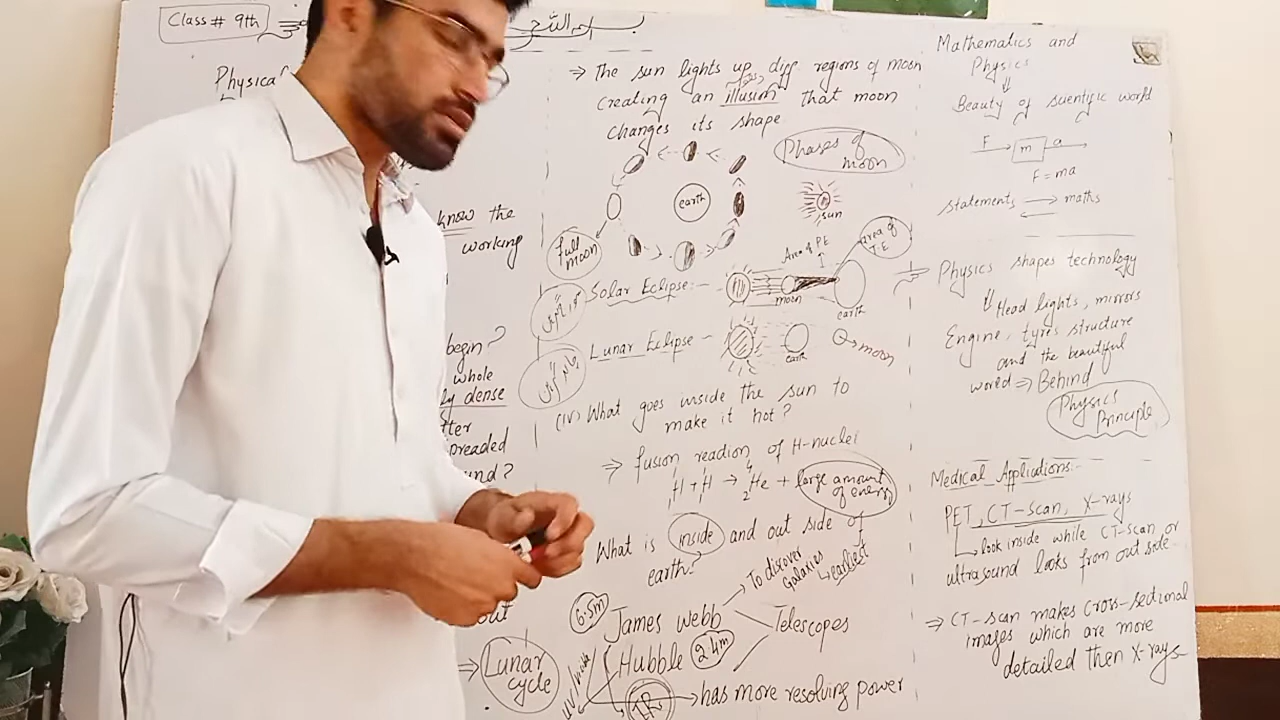 Class # 9th
Physical
know the
working
begin?
whole
dense
preaded
Lunar
cycle
⇒ The sun lights up diff regions of moon
creating an illusion that moon
changes its shape
Phases of
moon
earth
sun
full
moon
Area of PE
area of
T.E
Solar Eclipse:-
moon
earth
Lunar Eclipse -
earth
moon
(iv) What goes inside the sun to
make it hot?
⇒ fusion reaction of H-nuclei
¹₁H + ¹₁H → ⁴₂He + large amount
of energy
What is inside and out side of
earth?
To discover
Galaxies
earliest
6.5m
James webb
Telescopes
Hubble 2.4m
UV/visible
IR
has more resolving power
Mathematics and
Physics
⇓
Beauty of scientific world
F → m a →
F = ma
statements → maths
Physics shapes technology
Head lights, mirrors
Engine, tyres structure
and the beautiful
world ⇒ Behind
Physics
Principle
Medical Applications:-
PET, CT-scan, X-rays
look inside while CT-scan or
ultrasound looks from out side
⇒ CT-scan makes cross-sectional
images which are more
detailed then X-rays